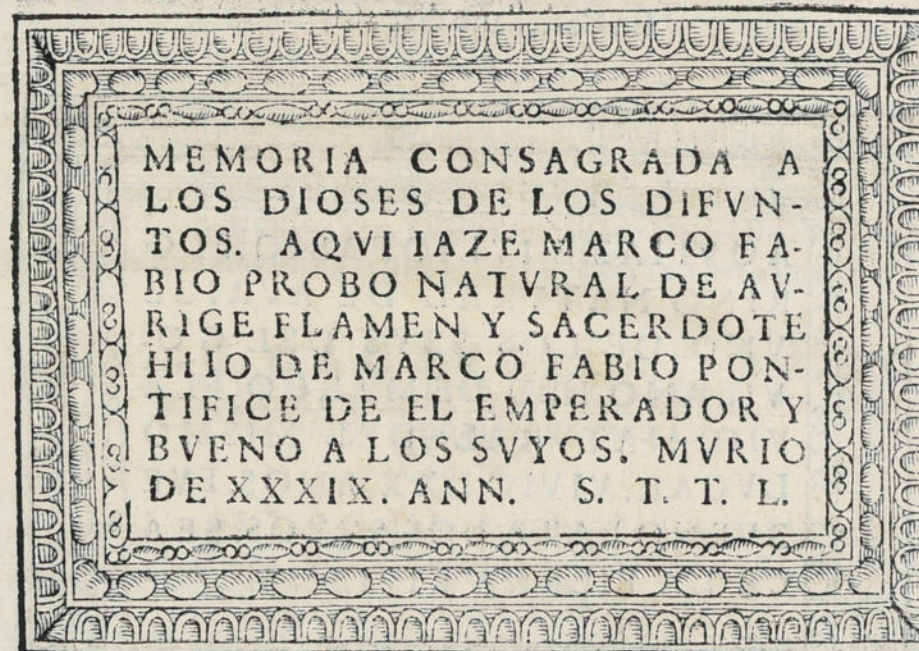 MEMORIA CONSAGRADA A
LOS DIOSES DE LOS DIFVN-
TOS. AQVI IAZE MARCO FA-
BIO PROBO NATVRAL DE AV-
RIGE FLAMEN Y SACERDOTE
HIIO DE MARCO FABIO PON-
TIFICE DE EL EMPERADOR Y
BVENO A LOS SVYOS. MVRIO
DE XXXIX. ANN. S. T. T. L.